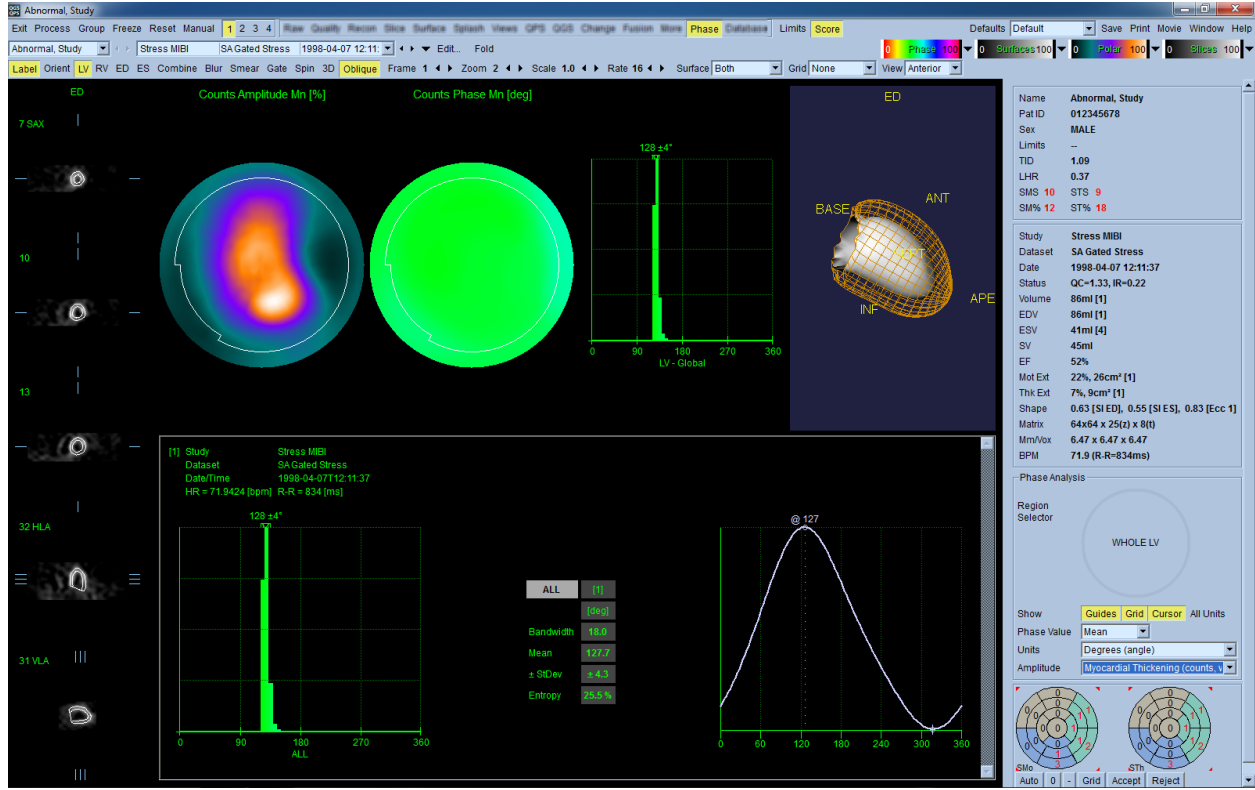 QGS
QPS Abnormal, Study
Exit Process Group Freeze Reset Manual 1 2 3 4 Raw Quality Recon Slice Surface Splash Views QPS QGS Change Fusion More Phase Database Limits Score Defaults Default Save Print Movie Window Help
Abnormal, Study Stress MIBI SA Gated Stress 1998-04-07 12:11: Edit... Fold 0 Phase 100 0 Surfaces 100 0 Polar 100 0 Slices 100
Label Orient LV RV ED ES Combine Blur Smear Gate Spin 3D Oblique Frame 1 Zoom 2 Scale 1.0 Rate 16 Surface Both Grid None View Anterior
ED
7 SAX
10
13
32 HLA
31 VLA
Counts Amplitude Mn [%]
Counts Phase Mn [deg]
128 ±4°
0 90 180 270 360
LV - Global
ED
BASE
ANT
SEPT
INF
APE
[1] Study Stress MIBI
Dataset SA Gated Stress
Date/Time 1998-04-07T12:11:37
HR = 71.9424 [bpm] R-R = 834 [ms]
128 ±4°
0 90 180 270 360
ALL
ALL [1]
[deg]
Bandwidth 18.0
Mean 127.7
± StDev ± 4.3
Entropy 25.5 %
@ 127
0 60 120 180 240 300 360
Name Abnormal, Study
Pat ID 012345678
Sex MALE
Limits --
TID 1.09
LHR 0.37
SMS 10 STS 9
SM% 12 ST% 18
Study Stress MIBI
Dataset SA Gated Stress
Date 1998-04-07 12:11:37
Status QC=1.33, IR=0.22
Volume 86ml [1]
EDV 86ml [1]
ESV 41ml [4]
SV 45ml
EF 52%
Mot Ext 22%, 26cm² [1]
Thk Ext 7%, 9cm² [1]
Shape 0.63 [SI ED], 0.55 [SI ES], 0.83 [Ecc 1]
Matrix 64x64 x 25(z) x 8(t)
Mm/Vox 6.47 x 6.47 x 6.47
BPM 71.9 (R-R=834ms)
Phase Analysis
Region
Selector
WHOLE LV
Show Guides Grid Cursor All Units
Phase Value Mean
Units Degrees (angle)
Amplitude Myocardial Thickening (counts, v
SMo
STh
Auto 0 - Grid Accept Reject